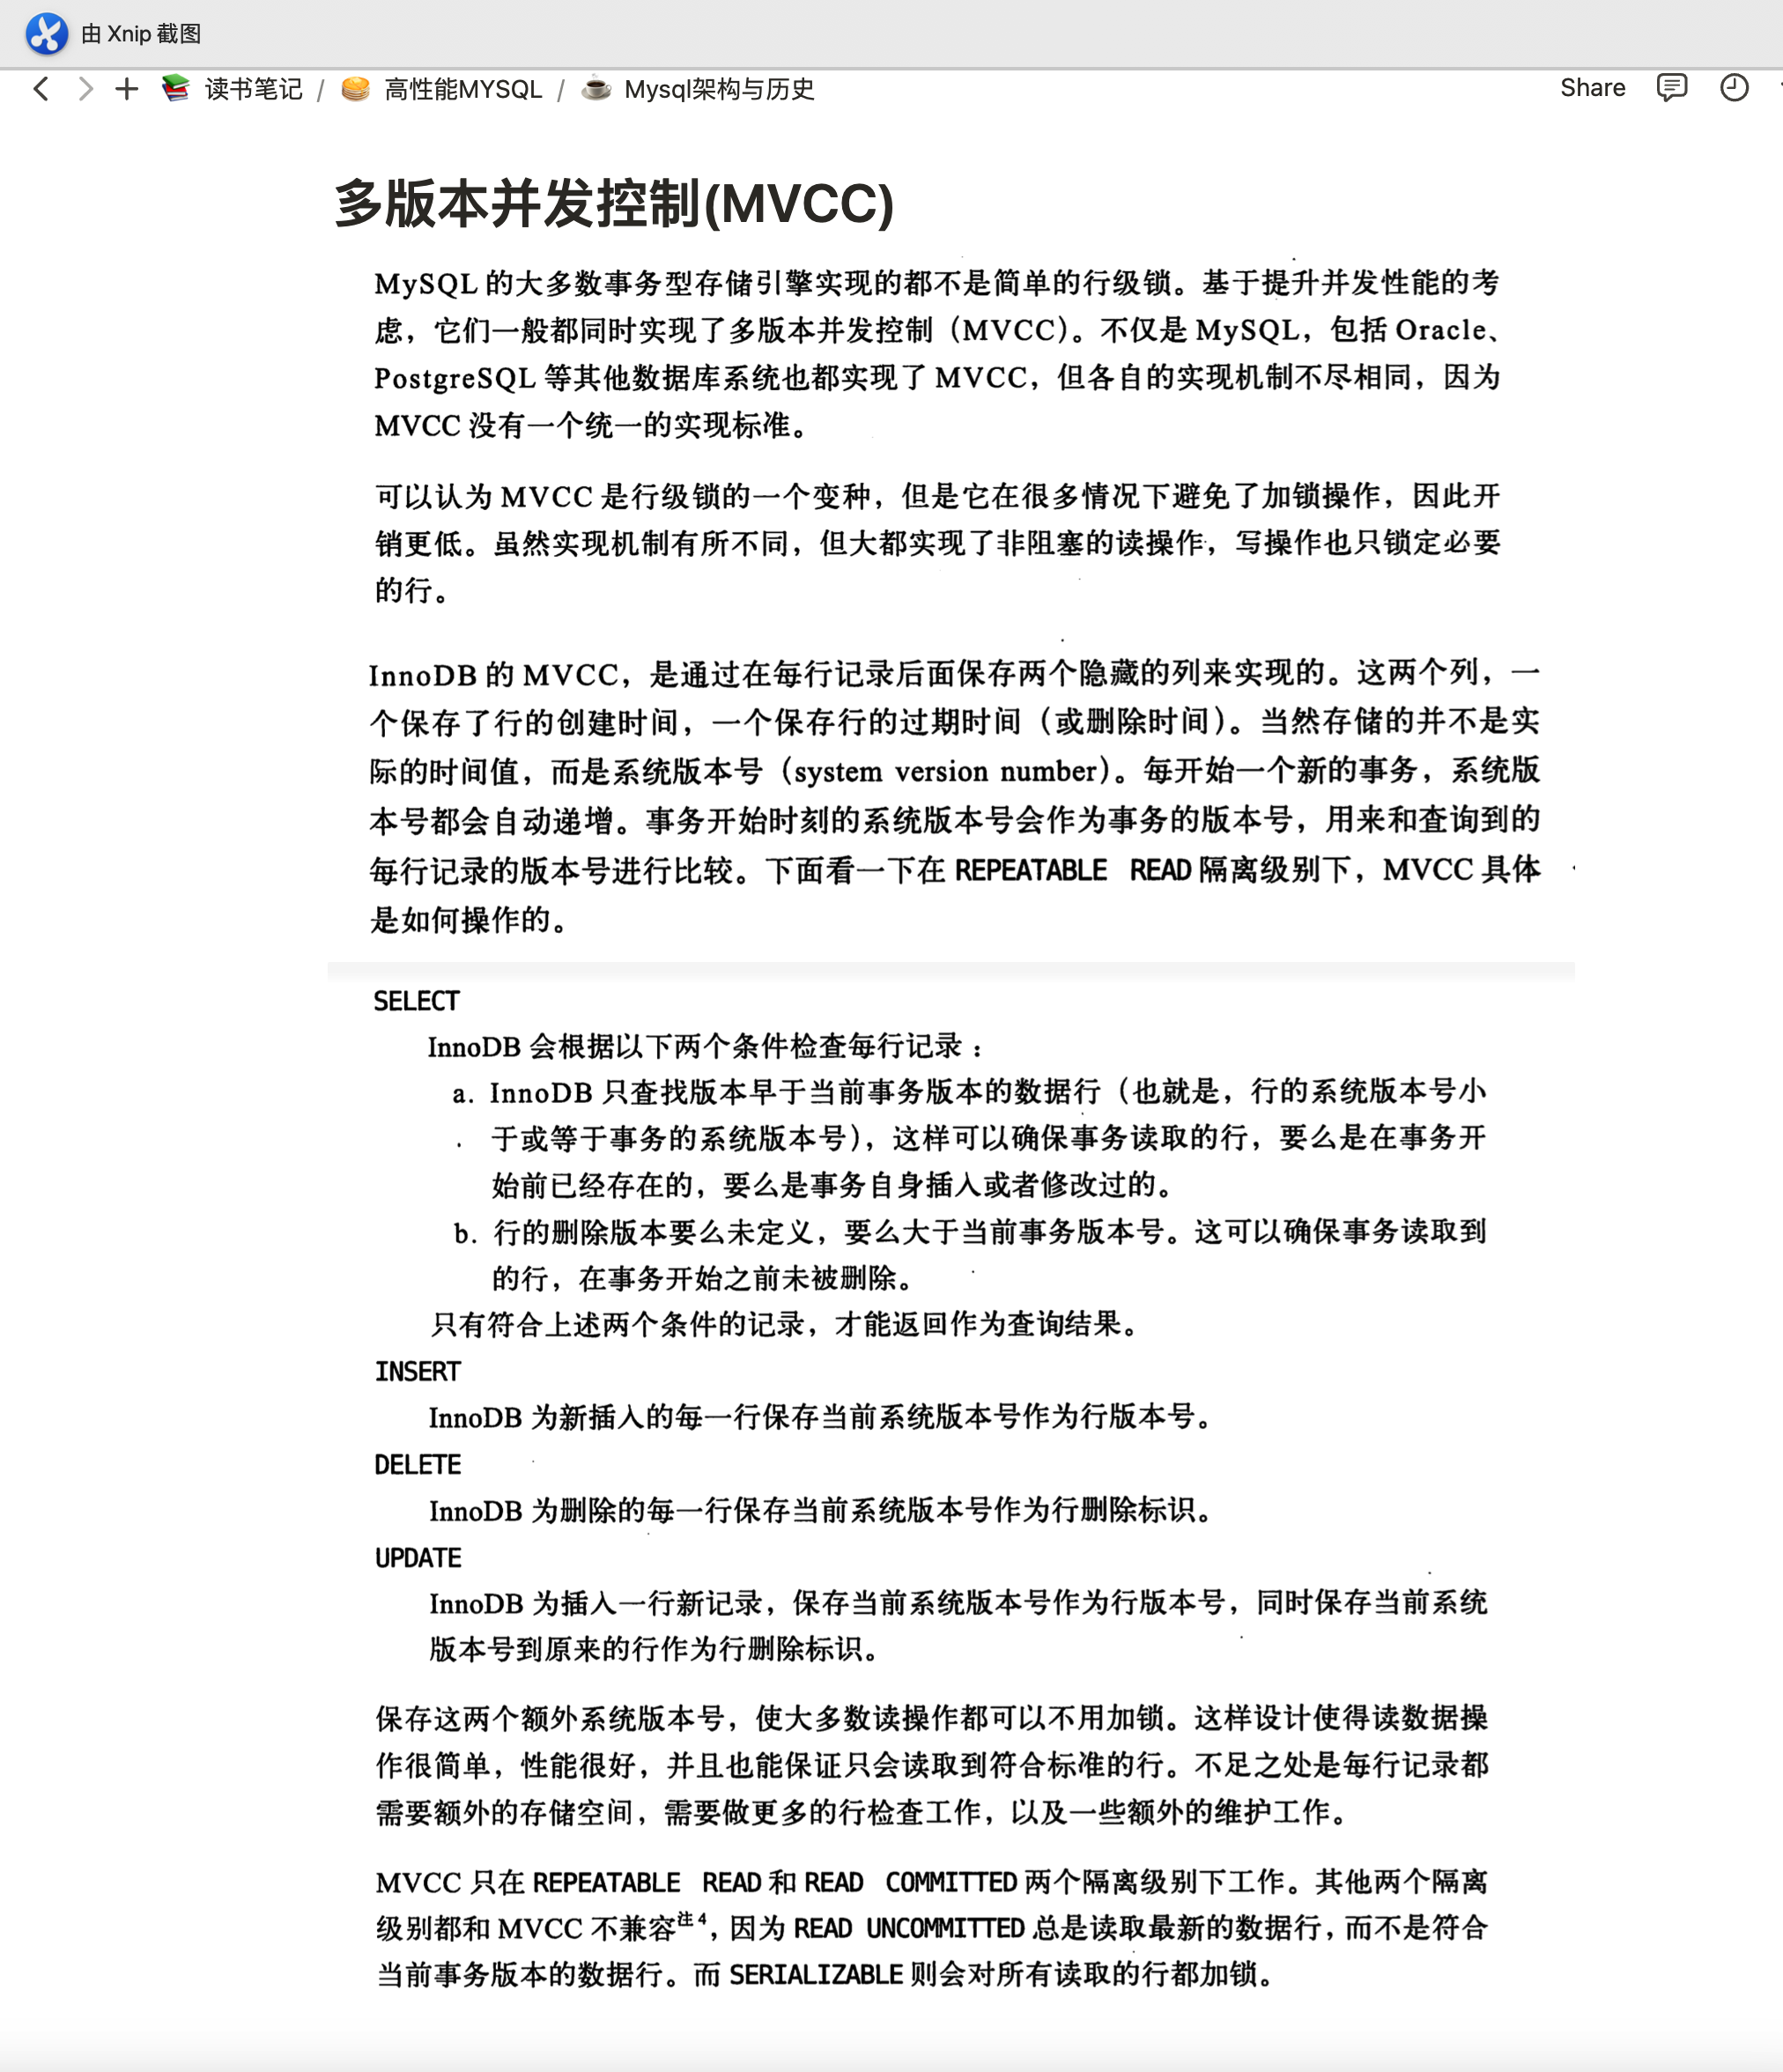 由 Xnip 截图
读书笔记 / 高性能MYSQL / Mysql架构与历史
Share
多版本并发控制(MVCC)
MySQL 的大多数事务型存储引擎实现的都不是简单的行级锁。基于提升并发性能的考
虑，它们一般都同时实现了多版本并发控制（MVCC）。不仅是 MySQL，包括 Oracle、
PostgreSQL 等其他数据库系统也都实现了 MVCC，但各自的实现机制不尽相同，因为
MVCC 没有一个统一的实现标准。
可以认为 MVCC 是行级锁的一个变种，但是它在很多情况下避免了加锁操作，因此开
销更低。虽然实现机制有所不同，但大都实现了非阻塞的读操作，写操作也只锁定必要
的行。
InnoDB 的 MVCC，是通过在每行记录后面保存两个隐藏的列来实现的。这两个列，一
个保存了行的创建时间，一个保存行的过期时间（或删除时间）。当然存储的并不是实
际的时间值，而是系统版本号（system version number）。每开始一个新的事务，系统版
本号都会自动递增。事务开始时刻的系统版本号会作为事务的版本号，用来和查询到的
每行记录的版本号进行比较。下面看一下在 REPEATABLE READ 隔离级别下，MVCC 具体
是如何操作的。
SELECT
InnoDB 会根据以下两个条件检查每行记录：
a. InnoDB 只查找版本早于当前事务版本的数据行（也就是，行的系统版本号小
于或等于事务的系统版本号），这样可以确保事务读取的行，要么是在事务开
始前已经存在的，要么是事务自身插入或者修改过的。
b. 行的删除版本要么未定义，要么大于当前事务版本号。这可以确保事务读取到
的行，在事务开始之前未被删除。
只有符合上述两个条件的记录，才能返回作为查询结果。
INSERT
InnoDB 为新插入的每一行保存当前系统版本号作为行版本号。
DELETE
InnoDB 为删除的每一行保存当前系统版本号作为行删除标识。
UPDATE
InnoDB 为插入一行新记录，保存当前系统版本号作为行版本号，同时保存当前系统
版本号到原来的行作为行删除标识。
保存这两个额外系统版本号，使大多数读操作都可以不用加锁。这样设计使得读数据操
作很简单，性能很好，并且也能保证只会读取到符合标准的行。不足之处是每行记录都
需要额外的存储空间，需要做更多的行检查工作，以及一些额外的维护工作。
MVCC 只在 REPEATABLE READ 和 READ COMMITTED 两个隔离级别下工作。其他两个隔离
级别都和 MVCC 不兼容注4，因为 READ UNCOMMITTED 总是读取最新的数据行，而不是符合
当前事务版本的数据行。而 SERIALIZABLE 则会对所有读取的行都加锁。